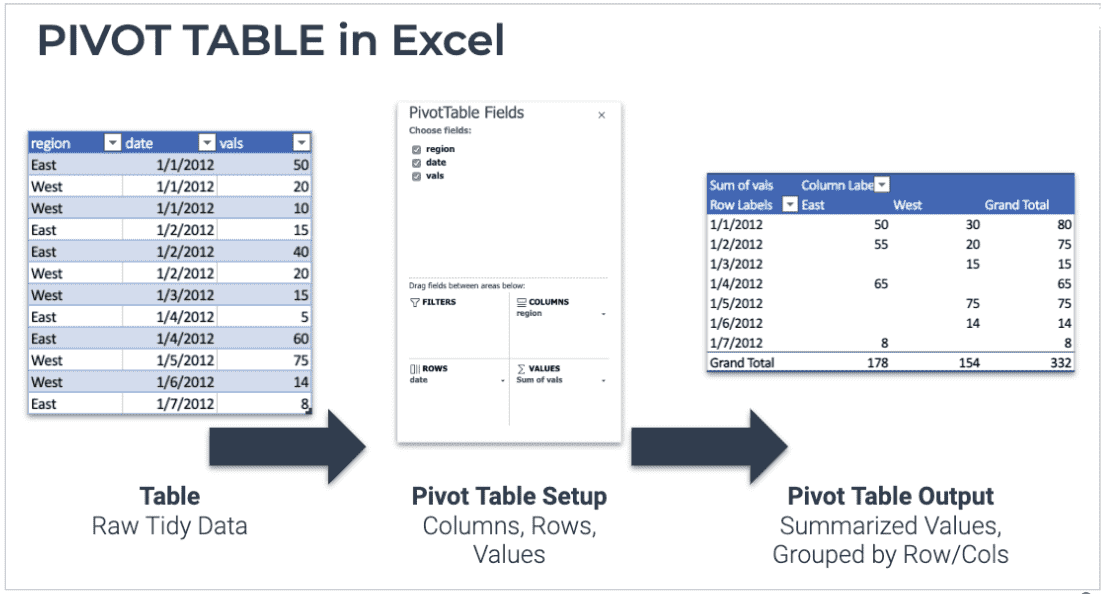 PIVOT TABLE in Excel
region date vals
East 1/1/2012 50
West 1/1/2012 20
West 1/1/2012 10
East 1/2/2012 15
East 1/2/2012 40
West 1/2/2012 20
West 1/3/2012 15
East 1/4/2012 5
East 1/4/2012 60
West 1/5/2012 75
West 1/6/2012 14
East 1/7/2012 8
Table
Raw Tidy Data
PivotTable Fields
Choose fields:
region
date
vals
Drag fields between areas below:
FILTERS COLUMNS
region
ROWS VALUES
date Sum of vals
Pivot Table Setup
Columns, Rows,
Values
Sum of vals Column Labe
Row Labels East West Grand Total
1/1/2012 50 30 80
1/2/2012 55 20 75
1/3/2012 15 15
1/4/2012 65 65
1/5/2012 75 75
1/6/2012 14 14
1/7/2012 8 8
Grand Total 178 154 332
Pivot Table Output
Summarized Values,
Grouped by Row/Cols